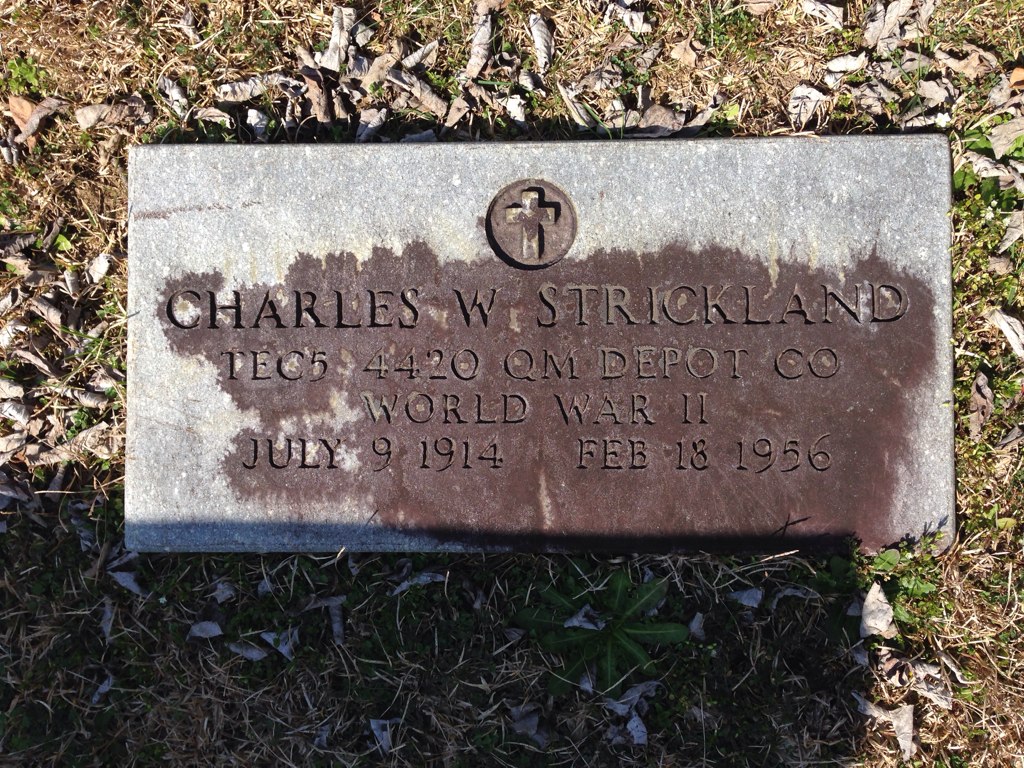 CHARLES W STRICKLAND
TEC5 4420 QM DEPOT CO
WORLD WAR II
JULY 9 1914 FEB 18 1956